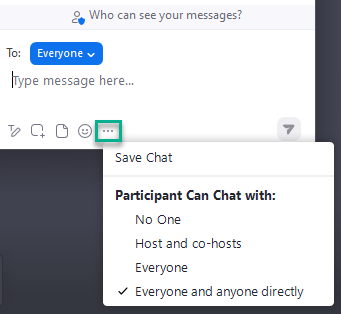 Who can see your messages?
To: Everyone
Type message here...
Save Chat
Participant Can Chat with:
No One
Host and co-hosts
Everyone
Everyone and anyone directly